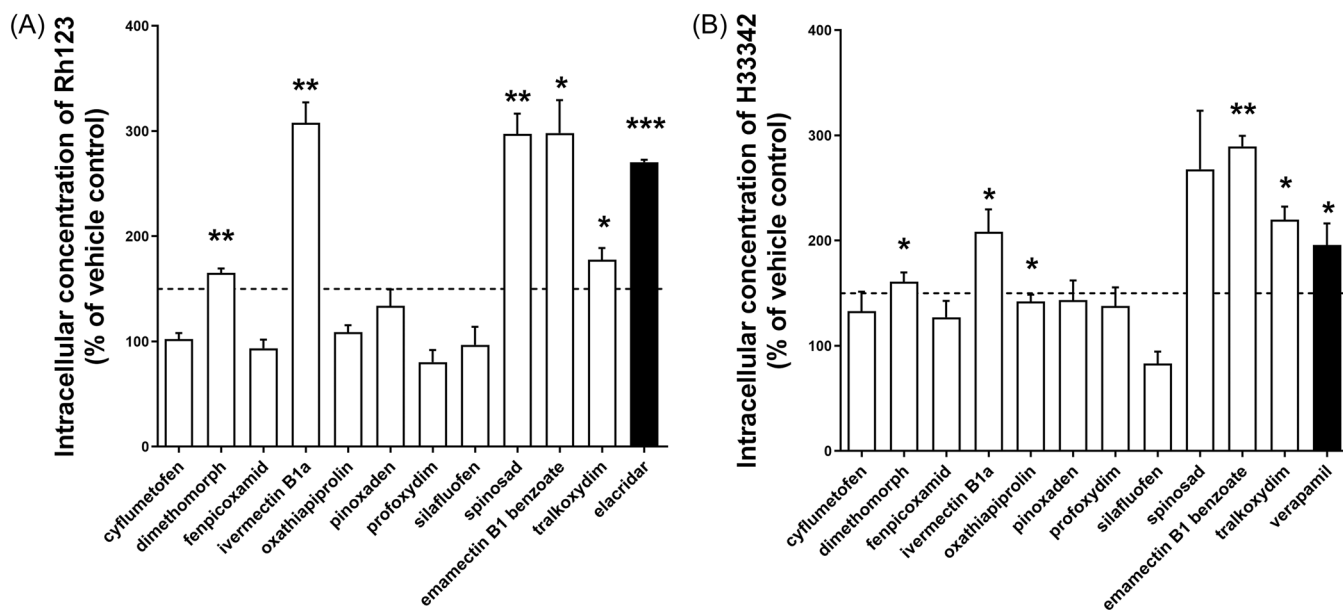 (A)
Intracellular concentration of Rh123
(% of vehicle control)
400
300
200
100
0
**
**
**
*
*
***
cyflumetofen
dimethomorph
fenpicoxamid
ivermectin B1a
oxathiapiprolin
pinoxaden
profoxydim
silafluofen
spinosad
emamectin B1 benzoate
tralkoxydim
elacridar
(B)
Intracellular concentration of H33342
(% of vehicle control)
400
300
200
100
0
*
*
*
**
*
*
cyflumetofen
dimethomorph
fenpicoxamid
ivermectin B1a
oxathiapiprolin
pinoxaden
profoxydim
silafluofen
spinosad
emamectin B1 benzoate
tralkoxydim
verapamil